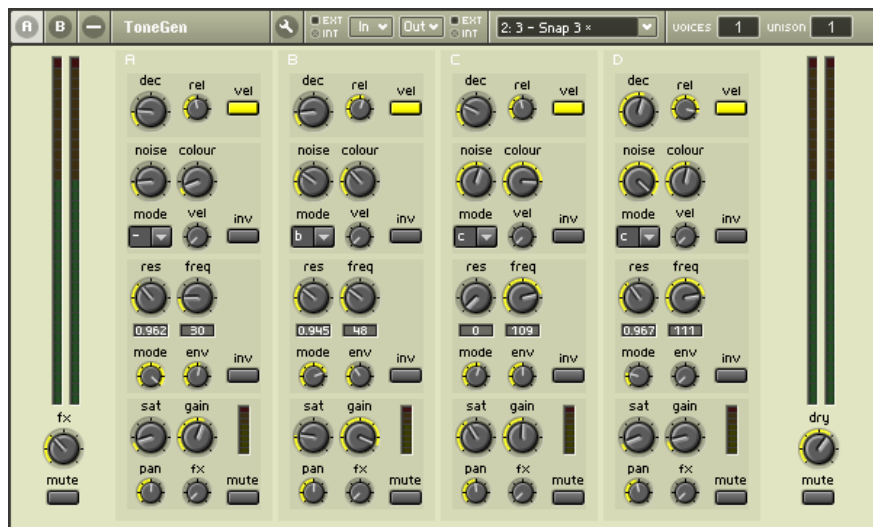 A B ToneGen EXT INT In Out EXT INT 2: 3 - Snap 3 × VOICES 1 UNISON 1
A B C D
dec rel vel dec rel vel dec rel vel dec rel vel
noise colour noise colour noise colour noise colour
mode vel inv mode vel inv mode vel inv mode vel inv
- b c c
res freq res freq res freq res freq
0.962 30 0.945 48 0 109 0.967 111
mode env inv mode env inv mode env inv mode env inv
fx sat gain sat gain sat gain sat gain dry
mute pan fx mute pan fx mute pan fx mute pan fx mute mute